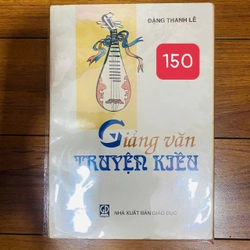 ĐẶNG THANH LÊ
150
Giảng văn
TRUYỆN KIỀU
NHÀ XUẤT BẢN GIÁO DỤC